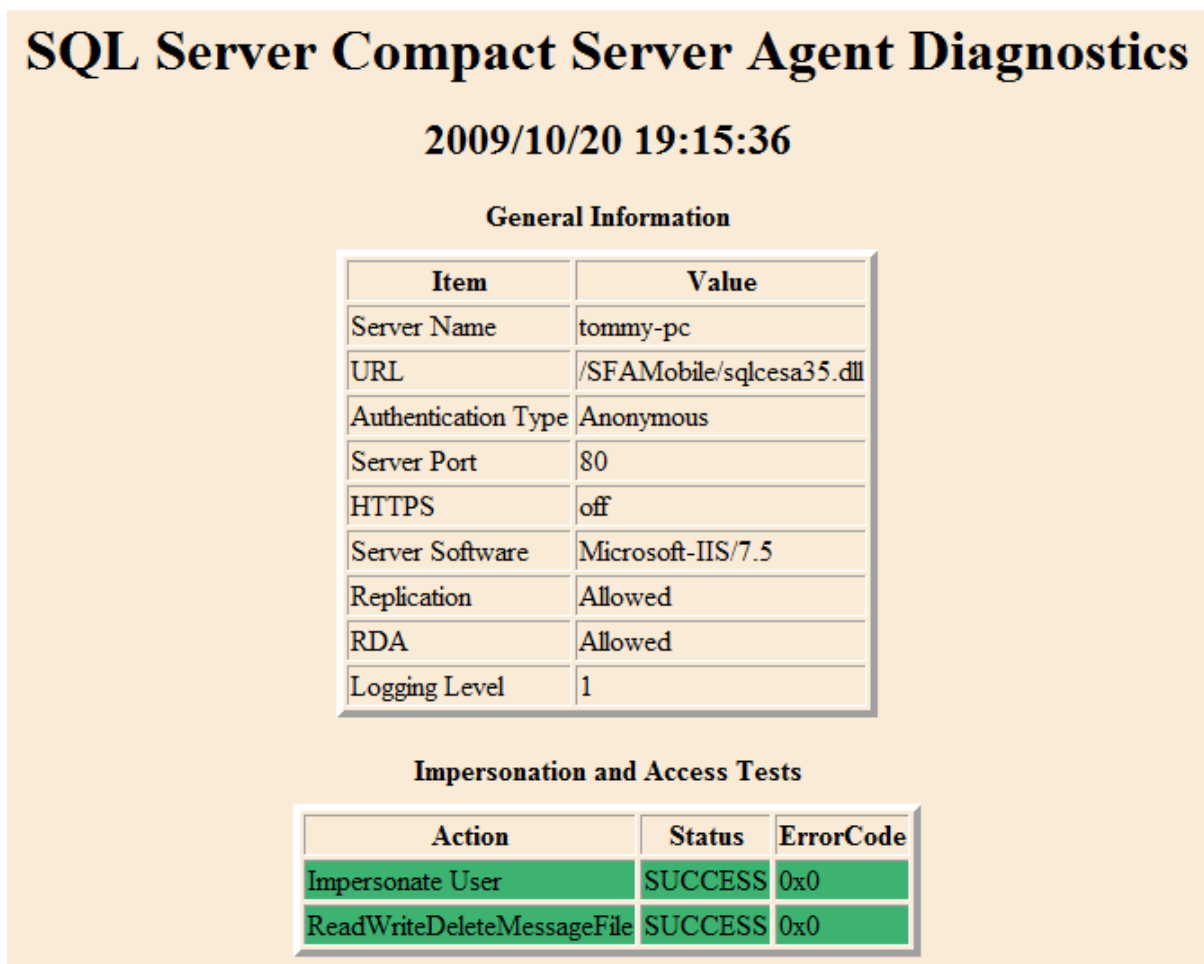 SQL Server Compact Server Agent Diagnostics
2009/10/20 19:15:36
General Information
Item Value
Server Name tommy-pc
URL /SFAMobile/sqlcesa35.dll
Authentication Type Anonymous
Server Port 80
HTTPS off
Server Software Microsoft-IIS/7.5
Replication Allowed
RDA Allowed
Logging Level 1
Impersonation and Access Tests
Action Status ErrorCode
Impersonate User SUCCESS 0x0
ReadWriteDeleteMessageFile SUCCESS 0x0